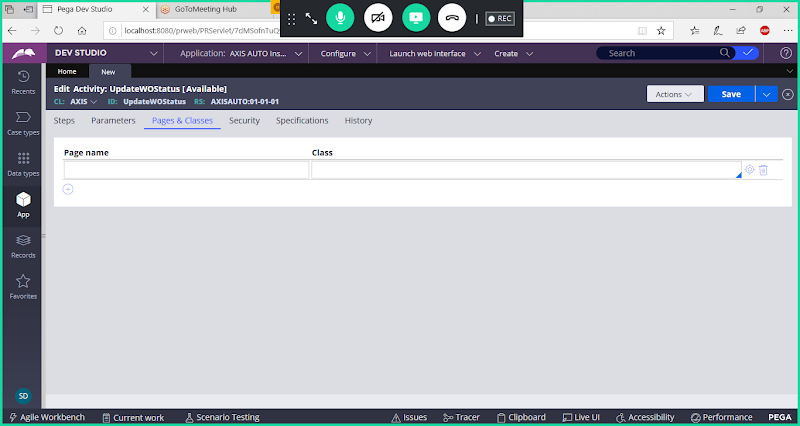 Pega Dev Studio
GoToMeeting Hub
REC
localhost:8080/prweb/PRServlet/7dMSofnTuQ
DEV STUDIO
Application: AXIS AUTO Ins...
Configure
Launch web interface
Create
Search
Recents
Case types
Data types
App
Records
Favorites
SD
Home
New
Edit Activity: UpdateWOStatus [Available]
CL: AXIS ID: UpdateWOStatus RS: AXISAUTO:01-01-01
Actions
Save
Steps Parameters Pages & Classes Security Specifications History
Page name Class
Agile Workbench Current work Scenario Testing Issues Tracer Clipboard Live UI Accessibility Performance PEGA